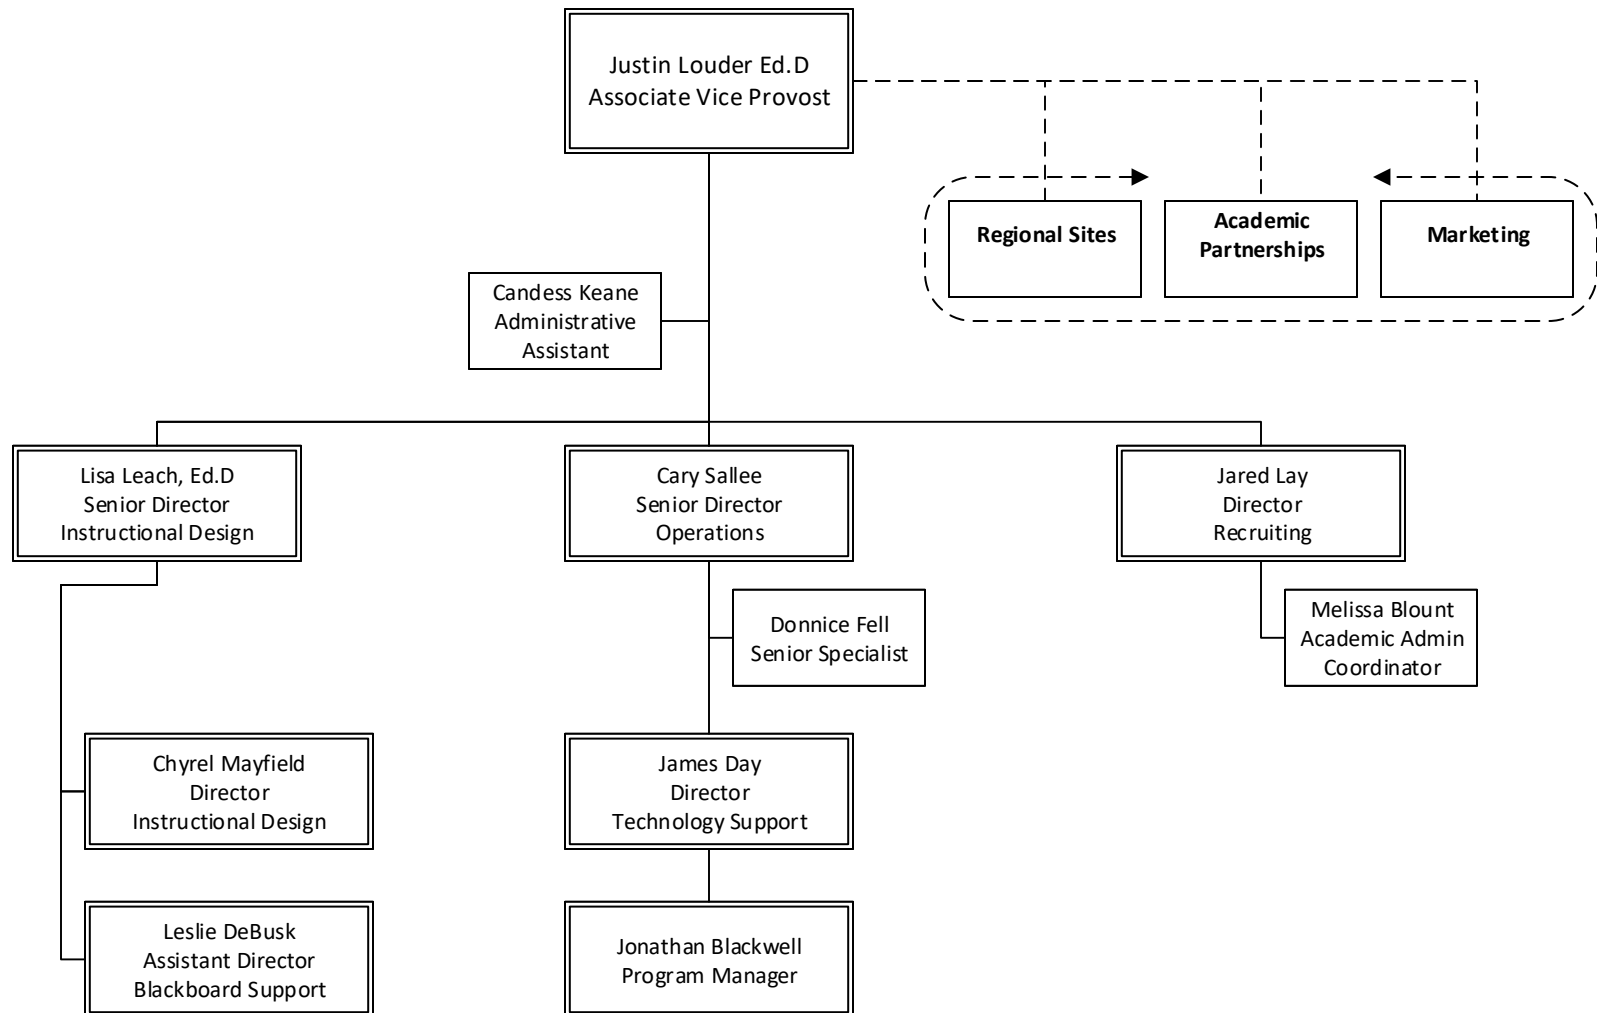 Justin Louder Ed.D
Associate Vice Provost
Regional Sites
Academic
Partnerships
Marketing
Candess Keane
Administrative
Assistant
Lisa Leach, Ed.D
Senior Director
Instructional Design
Cary Sallee
Senior Director
Operations
Jared Lay
Director
Recruiting
Donnice Fell
Senior Specialist
Melissa Blount
Academic Admin
Coordinator
Chyrel Mayfield
Director
Instructional Design
James Day
Director
Technology Support
Leslie DeBusk
Assistant Director
Blackboard Support
Jonathan Blackwell
Program Manager